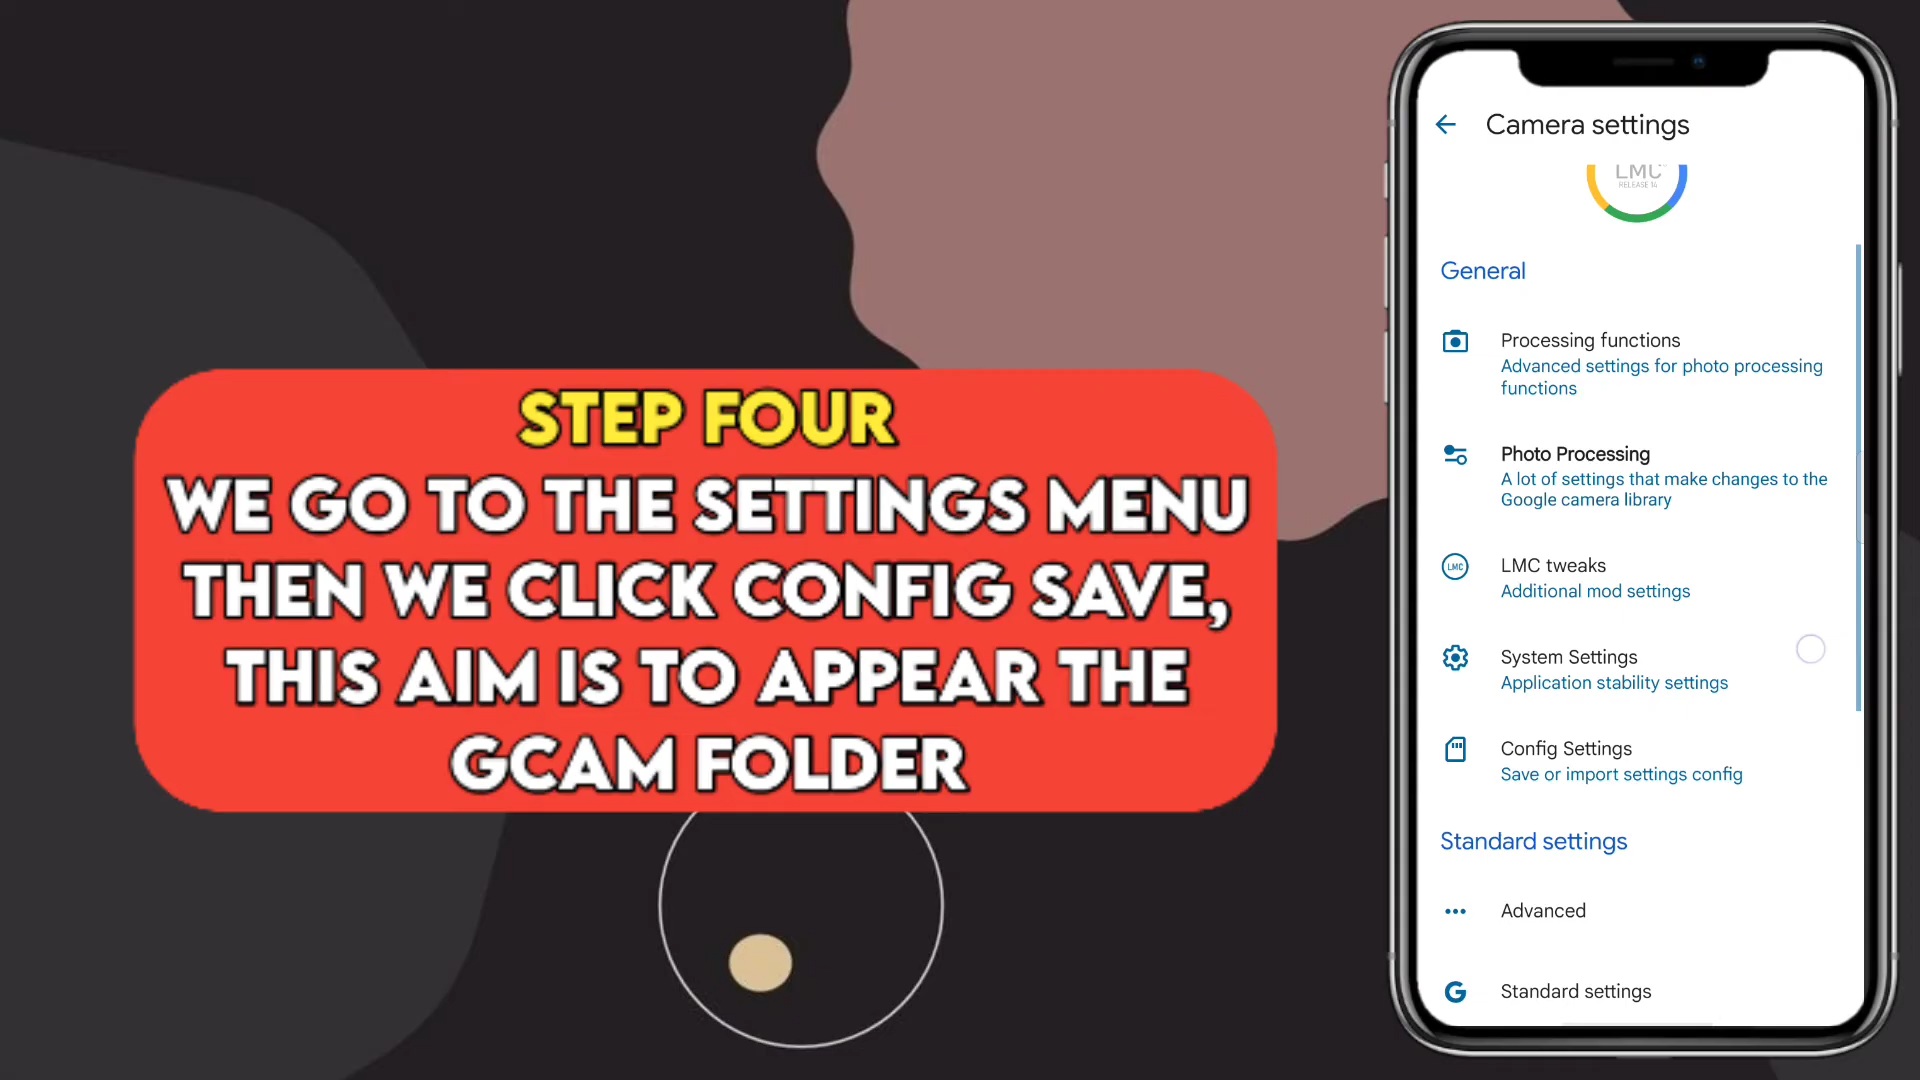 STEP FOUR
WE GO TO THE SETTINGS MENU
THEN WE CLICK CONFIG SAVE,
THIS AIM IS TO APPEAR THE
GCAM FOLDER
Camera settings
LMC
RELEASE 14
General
Processing functions
Advanced settings for photo processing
functions
Photo Processing
A lot of settings that make changes to the
Google camera library
LMC
LMC tweaks
Additional mod settings
System Settings
Application stability settings
Config Settings
Save or import settings config
Standard settings
Advanced
G
Standard settings